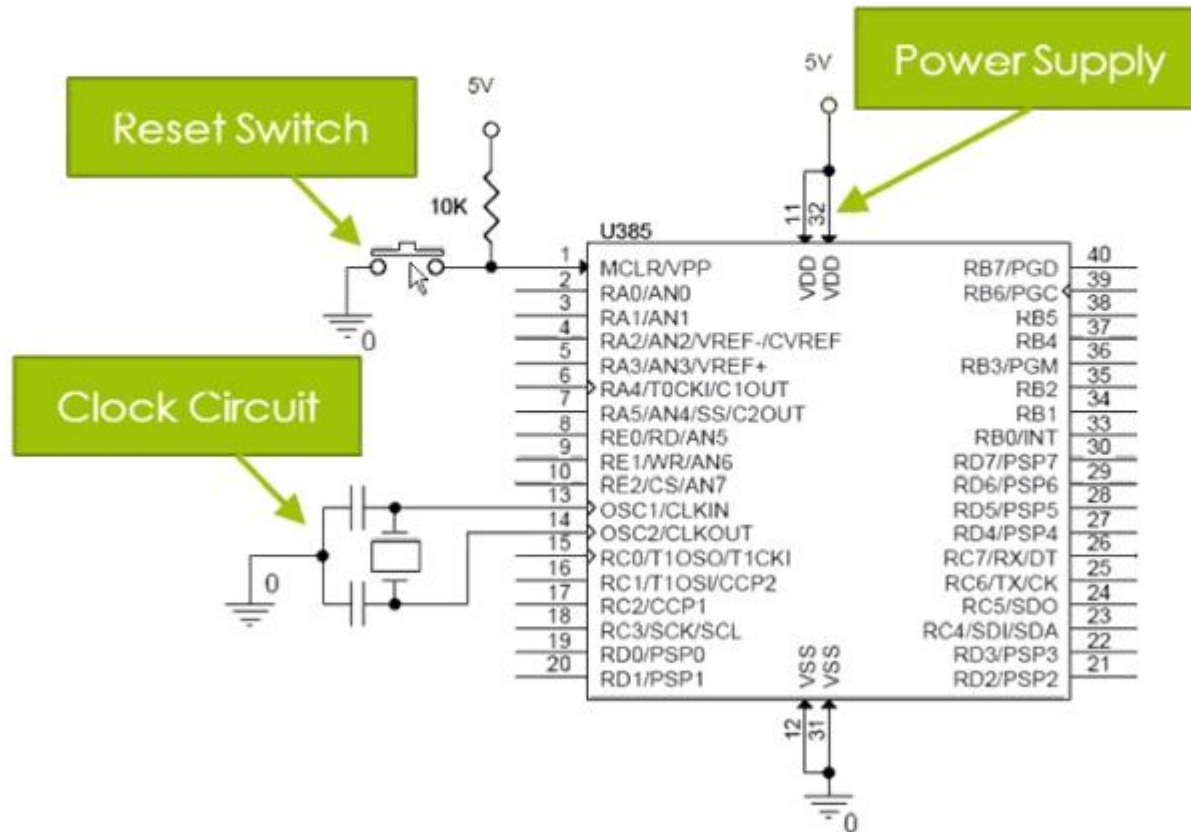 Power Supply
5V
5V
Reset Switch
10K
11
32
U385
1 MCLR/VPP VDD VDD RB7/PGD 40
2 RA0/AN0 RB6/PGC 39
3 RA1/AN1 RB5 38
4 RA2/AN2/VREF-/CVREF RB4 37
5 RA3/AN3/VREF+ RB3/PGM 36
6 RA4/T0CKI/C1OUT RB2 35
7 RA5/AN4/SS/C2OUT RB1 34
8 RE0/RD/AN5 RB0/INT 33
9 RE1/WR/AN6 RD7/PSP7 30
10 RE2/CS/AN7 RD6/PSP6 29
13 OSC1/CLKIN RD5/PSP5 28
14 OSC2/CLKOUT RD4/PSP4 27
15 RC0/T1OSO/T1CKI RC7/RX/DT 26
16 RC1/T1OSI/CCP2 RC6/TX/CK 25
17 RC2/CCP1 RC5/SDO 24
18 RC3/SCK/SCL RC4/SDI/SDA 23
19 RD0/PSP0 RD3/PSP3 22
20 RD1/PSP1 VSS VSS RD2/PSP2 21
0
Clock Circuit
0
12
31
0